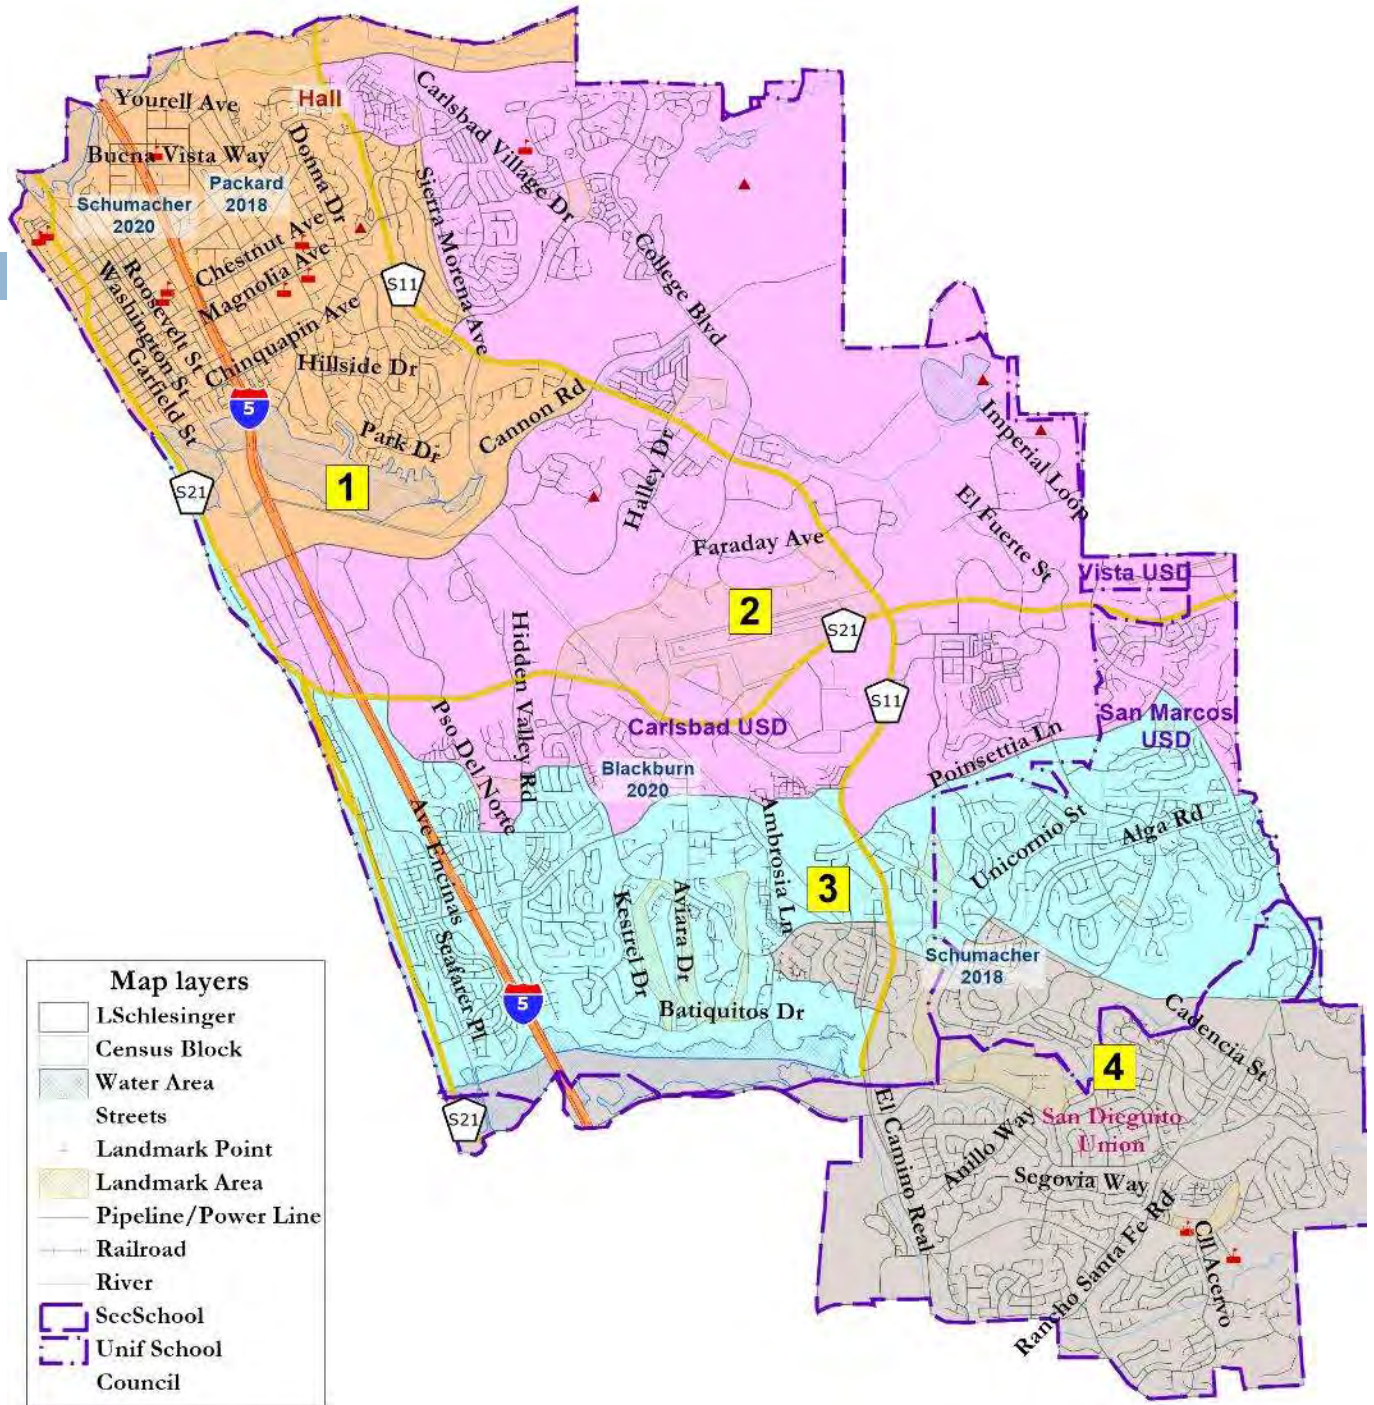 Yourell Ave
Hall
Carlsbad Village Dr
Buena Vista Way
Donna Dr
Packard
2018
Schumacher
2020
Sierra Morena Ave
Chestnut Ave
Magnolia Ave
College Blvd
S11
Roosevelt St
Washington St
Garfield St
Chinquapin Ave
Hillside Dr
5
Park Dr
Cannon Rd
Imperial Loop
1
S21
Halley Dr
El Fuerte St
Faraday Ave
Vista USD
2
S21
Hidden Valley Rd
Pso Del Norte
S11
Carlsbad USD
San Marcos
USD
Poinsettia Ln
Blackburn
2020
Ave Encinas
Ambrosia Ln
Unicornio St
Alga Rd
3
Kestrel Dr
Aviara Dr
Seafarer Pl
Schumacher
2018
5
Batiquitos Dr
Cadencia St
4
S21
El Camino Real
Anillo Way
San Dieguito
Union
Segovia Way
Rancho Santa Fe Rd
Cll Acervo
Map layers
LSchlesinger
Census Block
Water Area
Streets
Landmark Point
Landmark Area
Pipeline/Power Line
Railroad
River
SecSchool
Unif School
Council